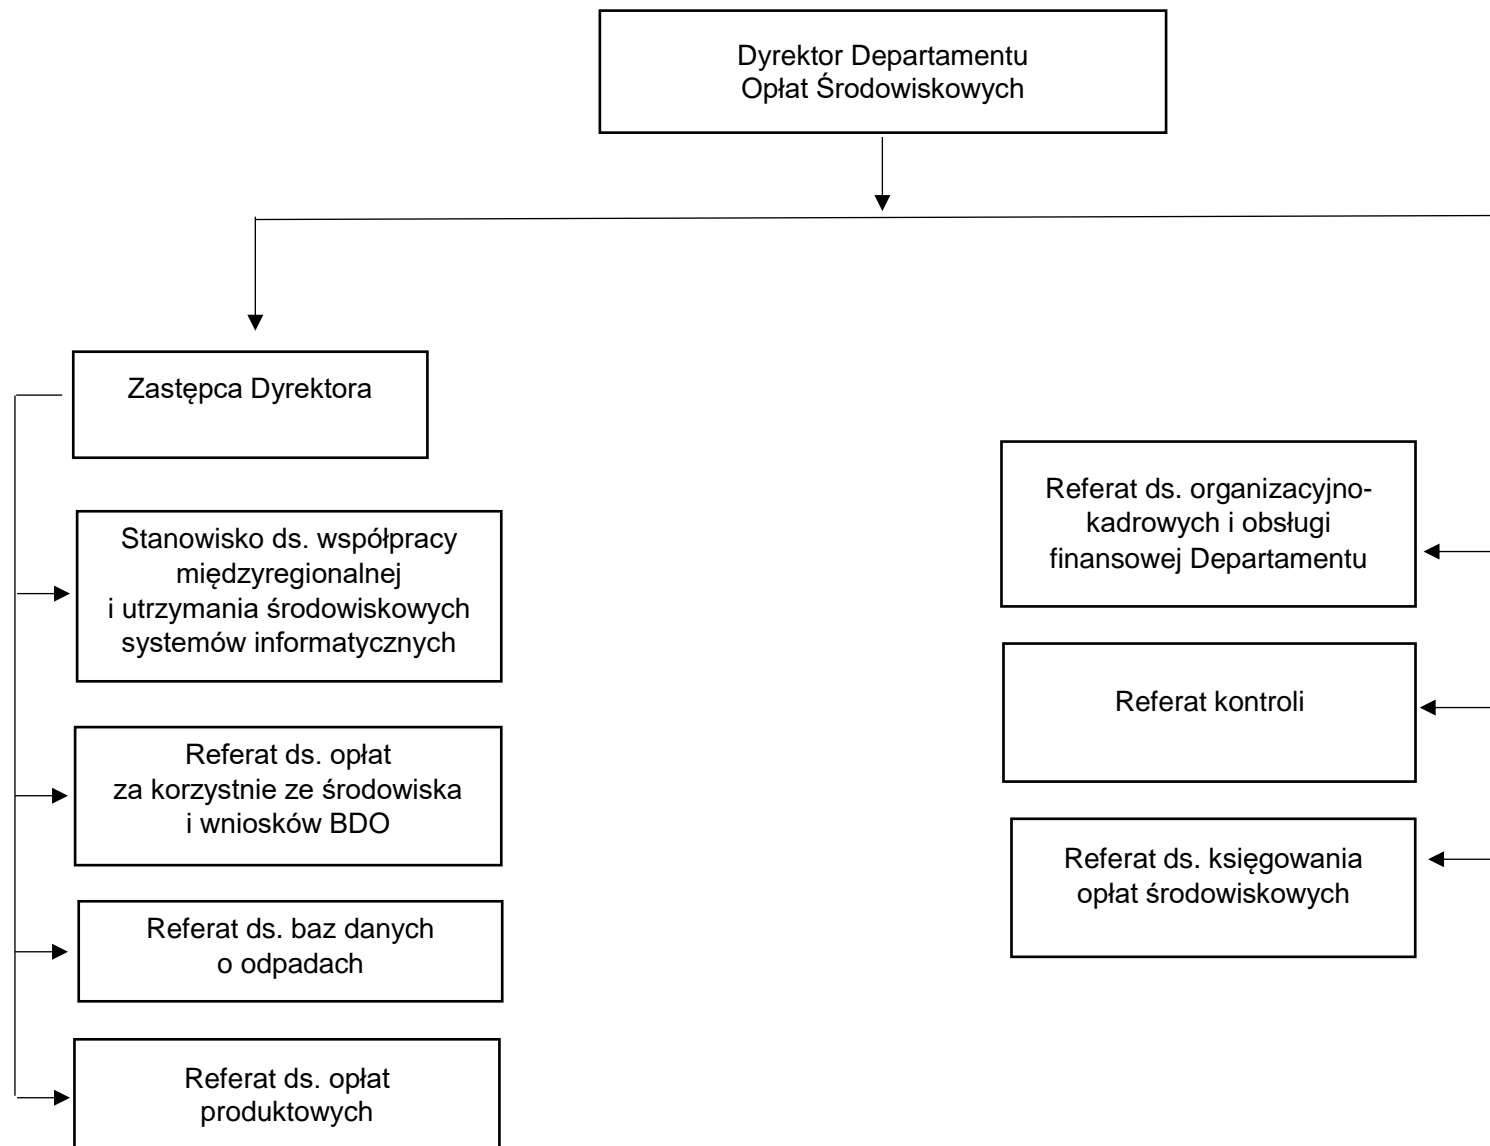 Dyrektor Departamentu
Opłat Środowiskowych
Zastępca Dyrektora
Stanowisko ds. współpracy
międzyregionalnej
i utrzymania środowiskowych
systemów informatycznych
Referat ds. opłat
za korzystnie ze środowiska
i wniosków BDO
Referat ds. baz danych
o odpadach
Referat ds. opłat
produktowych
Referat ds. organizacyjno-
kadrowych i obsługi
finansowej Departamentu
Referat kontroli
Referat ds. księgowania
opłat środowiskowych